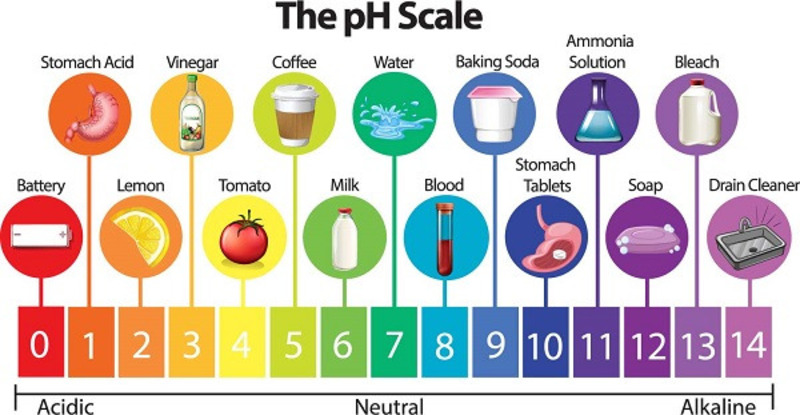 The pH Scale
Stomach Acid
Vinegar
Coffee
Water
Baking Soda
Ammonia
Solution
Bleach
Battery
Lemon
Tomato
Milk
Blood
Stomach
Tablets
Soap
Drain Cleaner
0 1 2 3 4 5 6 7 8 9 10 11 12 13 14
Acidic Neutral Alkaline